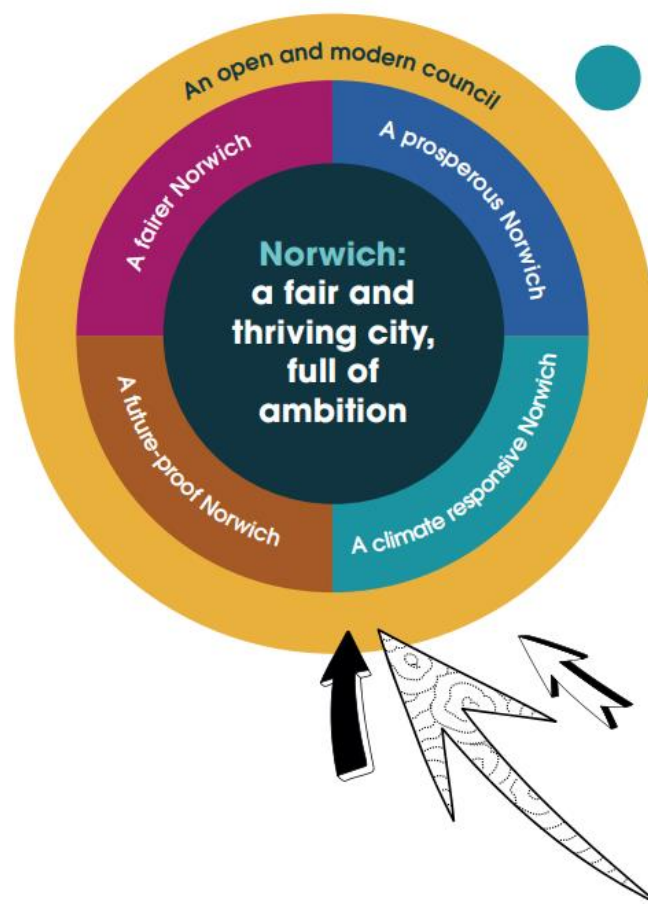 An open and modern council
A fairer Norwich
A prosperous Norwich
Norwich:
a fair and
thriving city,
full of
ambition
A future-proof Norwich
A climate responsive Norwich